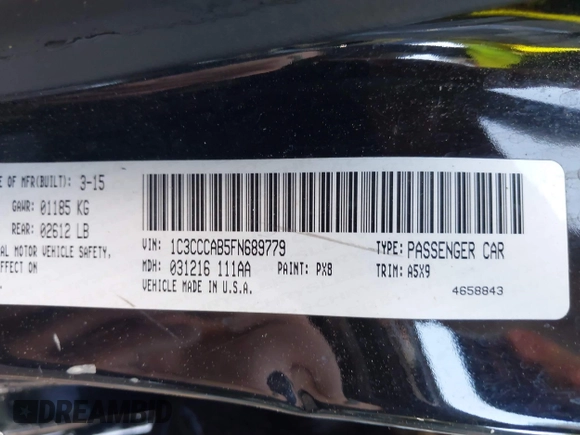 E OF MFR(BUILT): 3-15
GAWR: 01185 KG
REAR: 02612 LB
AL MOTOR VEHICLE SAFETY.
FFECT ON
VIN: 1C3CCCAB5FN689779
TYPE: PASSENGER CAR
MDH: 031216 111AA
PAINT: PX8
TRIM: A5X9
VEHICLE MADE IN U.S.A.
4658843
DREAMBID